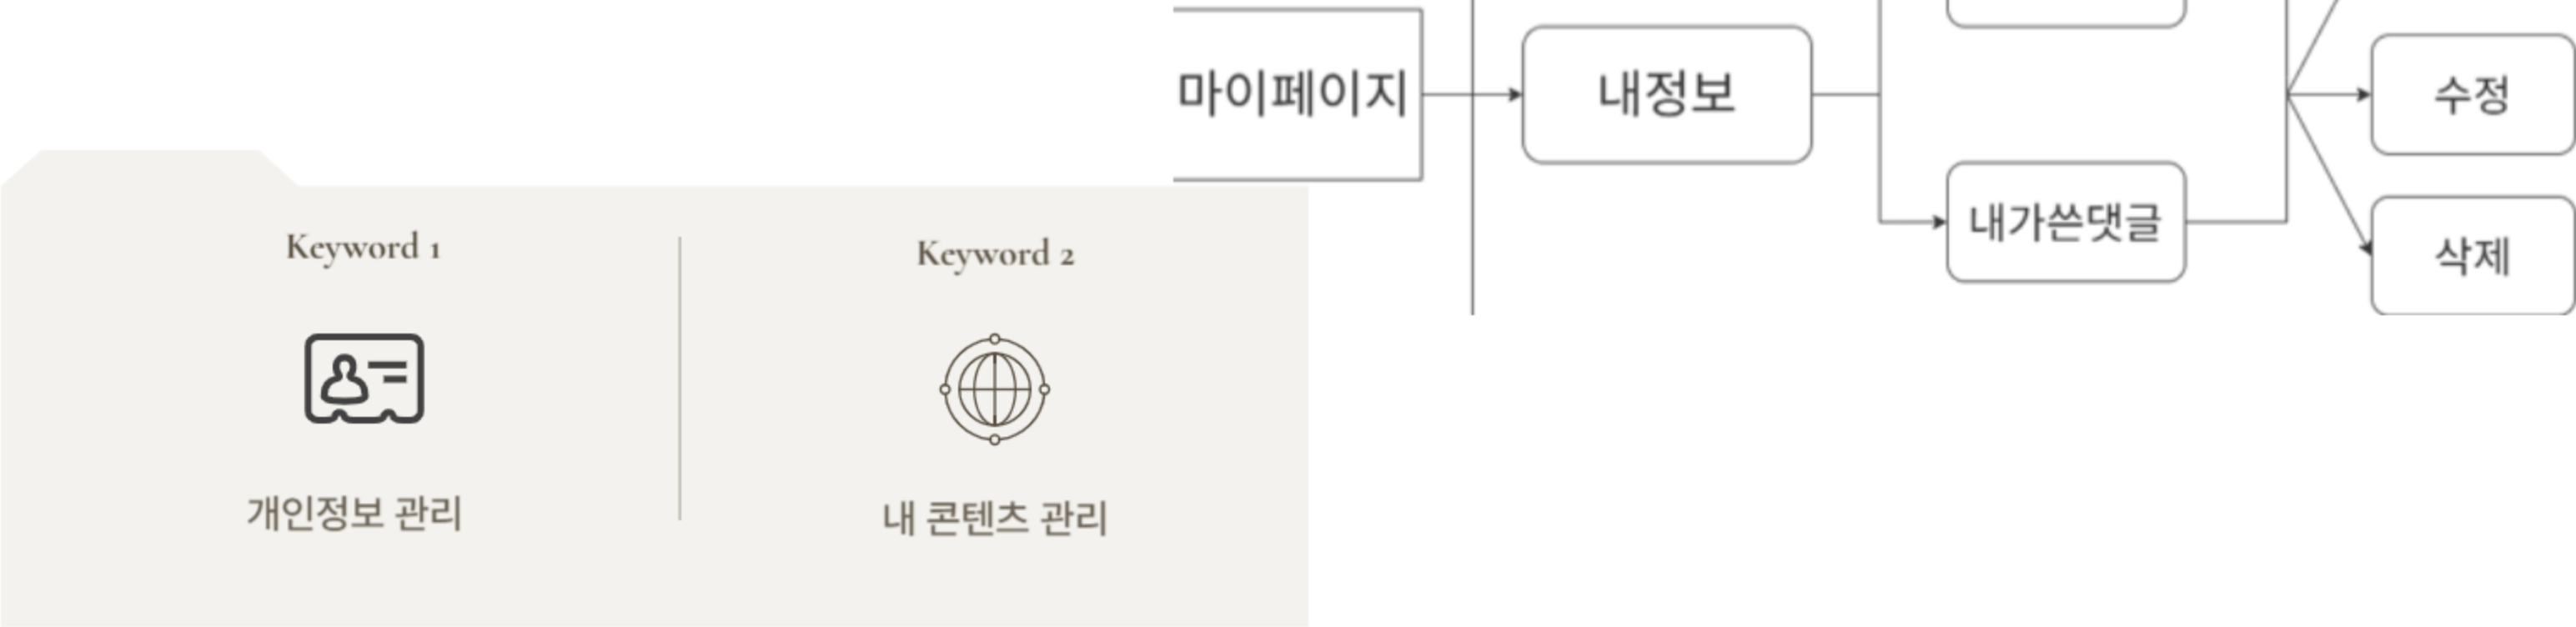 마이페이지
내정보
수정
내가쓴댓글
삭제
Keyword 1
Keyword 2
개인정보 관리
내 콘텐츠 관리